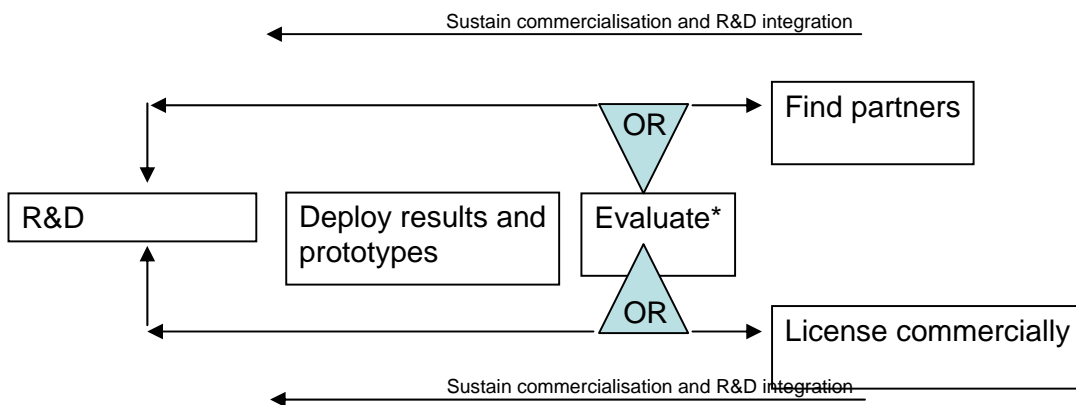 Sustain commercialisation and R&D integration
OR
Find partners
R&D
Deploy results and
prototypes
Evaluate*
OR
License commercially
Sustain commercialisation and R&D integration